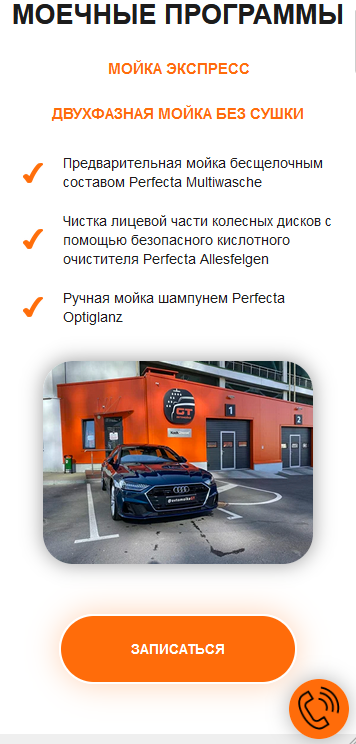 МОЕЧНЫЕ ПРОГРАММЫ
МОЙКА ЭКСПРЕСС
ДВУХФАЗНАЯ МОЙКА БЕЗ СУШКИ
Предварительная мойка бесщелочным
составом Perfecta Multiwasche
Чистка лицевой части колесных дисков с
помощью безопасного кислотного
очистителя Perfecta Allesfelgen
Ручная мойка шампунем Perfecta
Optiglanz
GT
1
2
ЗАПИСАТЬСЯ